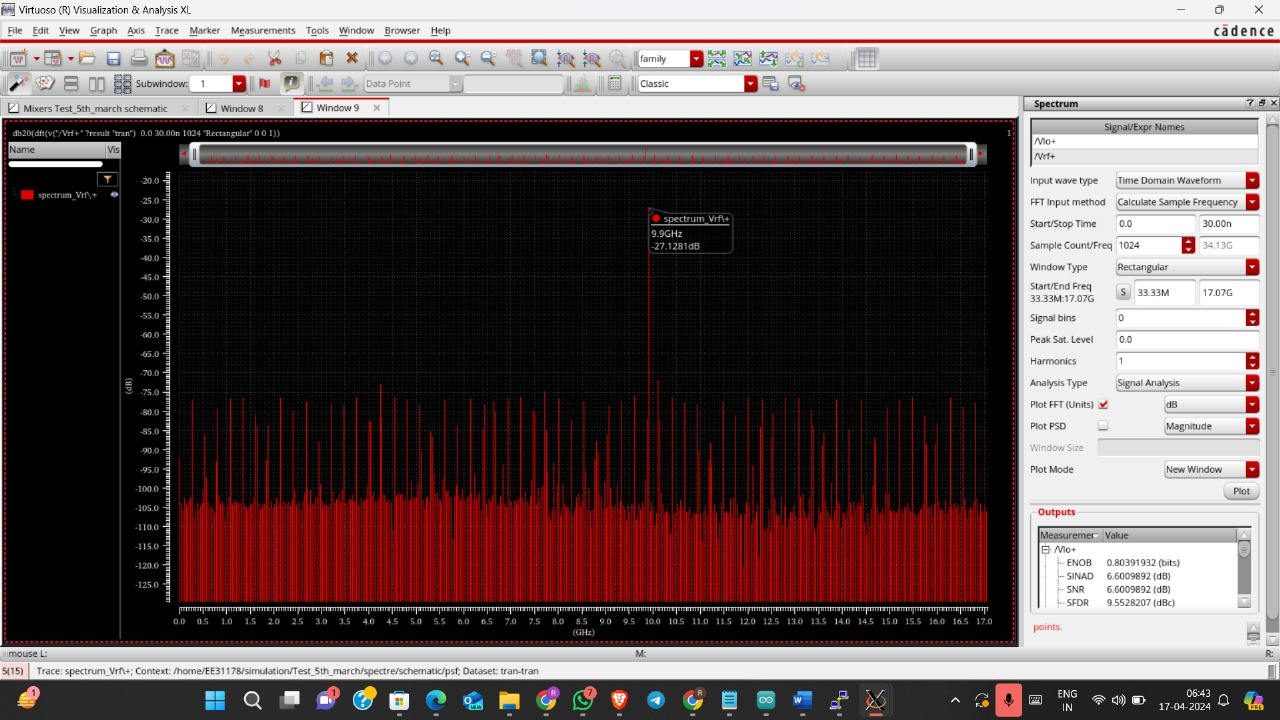 Virtuoso (R) Visualization & Analysis XL
File Edit View Graph Axis Trace Marker Measurements Tools Window Browser Help
cādence
family
Subwindow: 1 Data Point Classic
Mixers Test_5th_march schematic Window 8 Window 9
db20(dft(v("/Vrf+" ?result "tran") 0.0 30.00n 1024 "Rectangular" 0 0 1))
1
Name Vis
spectrum_Vrf\+
-20.0
-25.0
-30.0
-35.0
-40.0
-45.0
-50.0
-55.0
-60.0
-65.0
-70.0
-75.0
-80.0
-85.0
-90.0
-95.0
-100.0
-105.0
-110.0
-115.0
-120.0
-125.0
(dB)
spectrum_Vrf\+
9.9GHz
-27.1281dB
0.0 0.5 1.0 1.5 2.0 2.5 3.0 3.5 4.0 4.5 5.0 5.5 6.0 6.5 7.0 7.5 8.0 8.5 9.0 9.5 10.0 10.5 11.0 11.5 12.0 12.5 13.0 13.5 14.0 14.5 15.0 15.5 16.0 16.5 17.0
(GHz)
Spectrum
Signal/Expr Names
/Vlo+
/Vrf+
Input wave type Time Domain Waveform
FFT Input method Calculate Sample Frequency
Start/Stop Time 0.0 30.00n
Sample Count/Freq 1024 34.13G
Window Type Rectangular
Start/End Freq
33.33M:17.07G S 33.33M 17.07G
Signal bins 0
Peak Sat. Level 0.0
Harmonics 1
Analysis Type Signal Analysis
Plot FFT (Units) dB
Plot PSD Magnitude
Window Size
Plot Mode New Window
Plot
Outputs
Measuremer Value
/Vlo+
ENOB 0.80391932 (bits)
SINAD 6.6009892 (dB)
SNR 6.6009892 (dB)
SFDR 9.5528207 (dBc)
points.
mouse L: M: R:
5(15) Trace: spectrum_Vrf\+; Context: /home/EE31178/simulation/Test_5th_march/spectre/schematic/psf; Dataset: tran-tran
1 1 R 7 R ENG 06:43
IN 17-04-2024